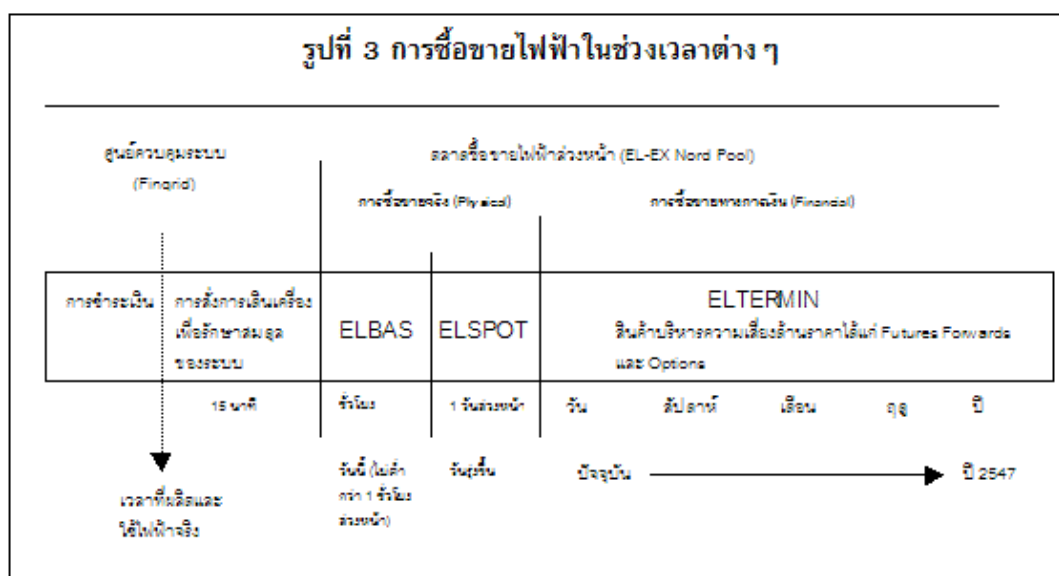 รูปที่ 3 การซื้อขายไฟฟ้าในช่วงเวลาต่าง ๆ
ศูนย์ควบคุมระบบ
(Fingrid)
ตลาดซื้อขายไฟฟ้าล่วงหน้า (EL-EX Nord Pool)
การซื้อขายจริง (Physical)
การซื้อขายทางการเงิน (Financial)
การชำระเงิน
การสั่งการเดินเครื่อง
เพื่อรักษาสมดุล
ของระบบ
ELBAS
ELSPOT
ELTERMIN
สินค้าบริหารความเสี่ยงด้านราคาได้แก่ Futures Forwards
และ Options
15 นาที
ชั่วโมง
1 วันล่วงหน้า
วัน
สัปดาห์
เดือน
ฤดู
ปี
เวลาที่ผลิตและ
ใช้ไฟฟ้าจริง
วันนี้ (ไม่ต่ำ
กว่า 1 ชั่วโมง
ล่วงหน้า)
วันรุ่งขึ้น
ปัจจุบัน
ปี 2547